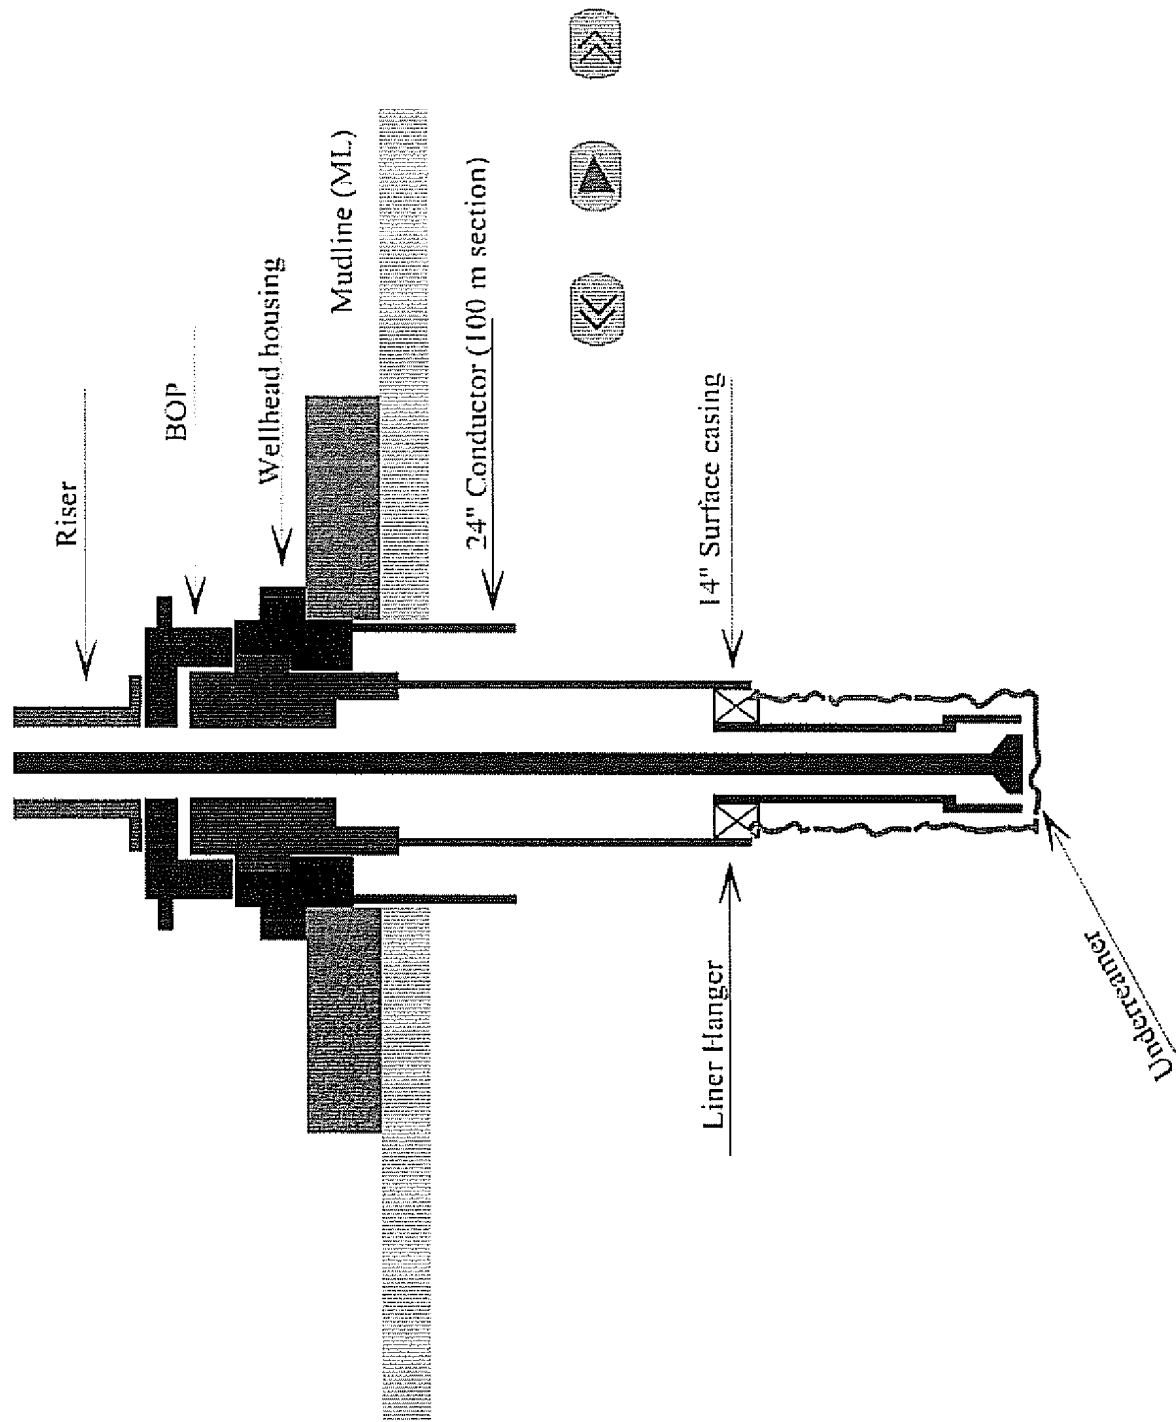 Riser
BOP
Wellhead housing
Mudline (ML)
24" Conductor (100 m section)
14" Surface casing
Liner Hanger
Underreamer